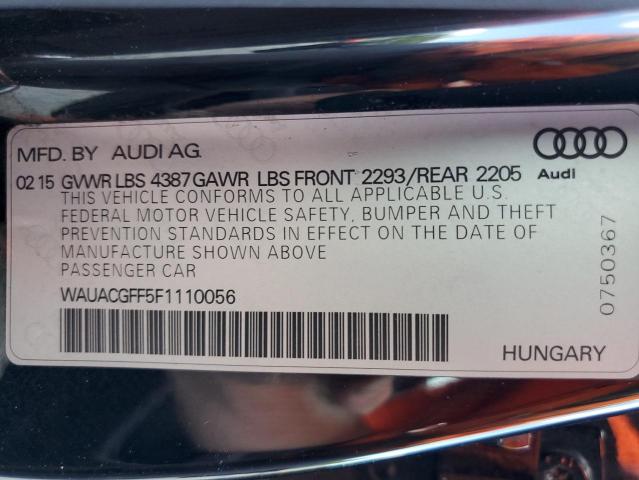 MFD. BY AUDI AG.
02 15 GVWR LBS 4387 GAWR LBS FRONT 2293/REAR 2205
THIS VEHICLE CONFORMS TO ALL APPLICABLE U.S.
FEDERAL MOTOR VEHICLE SAFETY, BUMPER AND THEFT
PREVENTION STANDARDS IN EFFECT ON THE DATE OF
MANUFACTURE SHOWN ABOVE
PASSENGER CAR
WAUACGFF5F1110056
Audi
0750367
HUNGARY